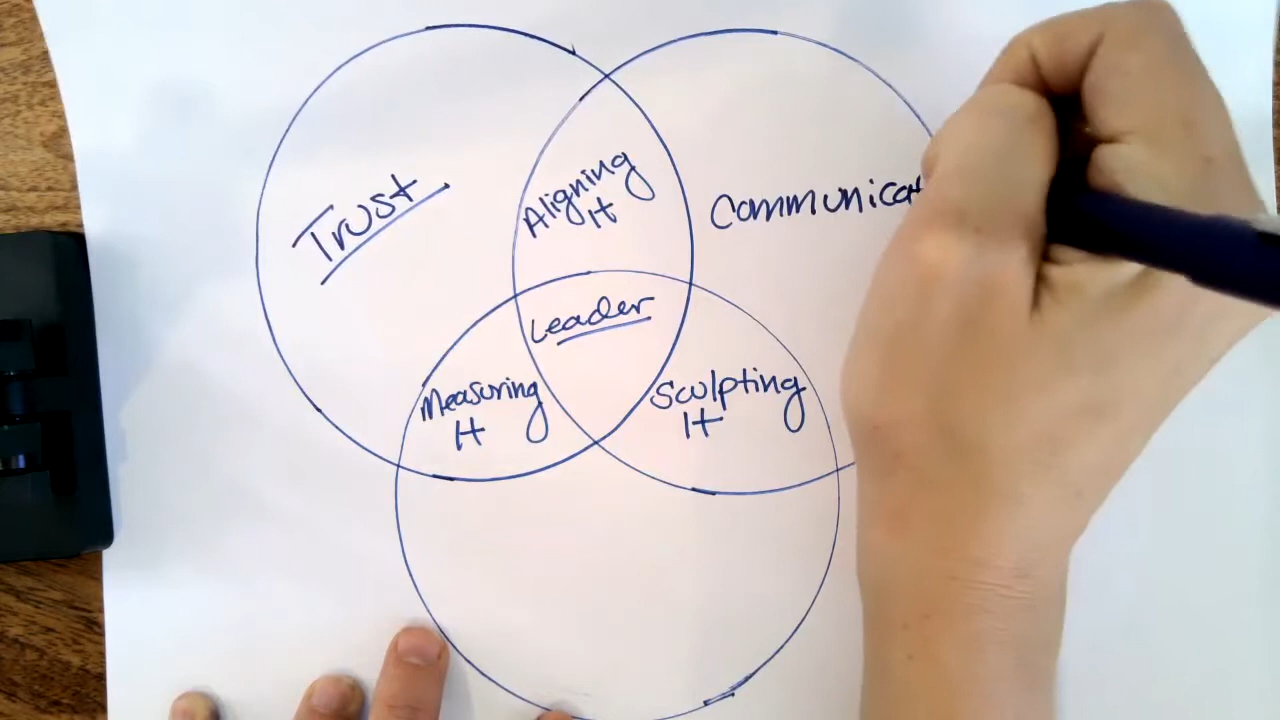 Trust
Aligning
It
Communicat
Leader
Measuring
It
Sculpting
It